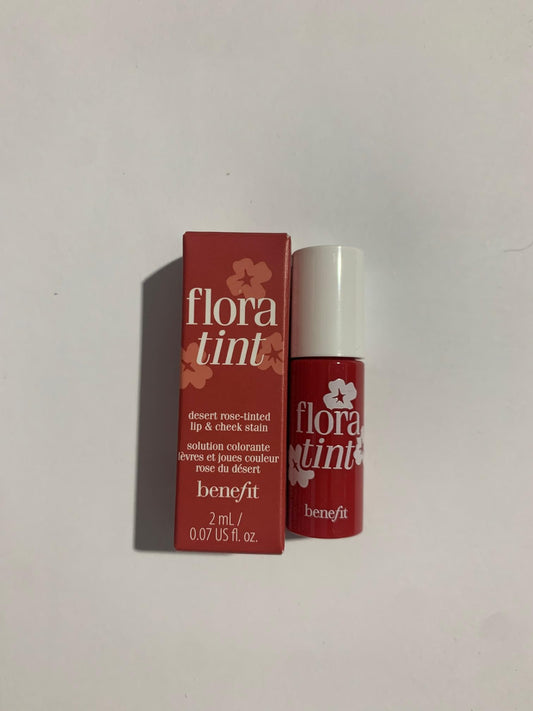 flora
tint
desert rose-tinted
lip & cheek stain
solution colorante
lèvres et joues couleur
rose du désert
benefit
2 mL /
0.07 US fl. oz.
flora
tint
benefit